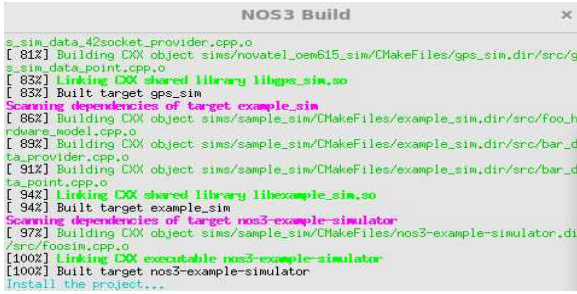 NOS3 Build ×
s_sim_data_42socket_provider.cpp.o
[ 81%] Building CXX object sims/novatel_oem615_sim/CMakeFiles/gps_sim.dir/src/g
s_sim_data_point.cpp.o
[ 83%] Linking CXX shared library libgps_sim.so
[ 83%] Built target gps_sim
Scanning dependencies of target example_sim
[ 86%] Building CXX object sims/sample_sim/CMakeFiles/example_sim.dir/src/foo_h
rdware_model.cpp.o
[ 89%] Building CXX object sims/sample_sim/CMakeFiles/example_sim.dir/src/bar_d
ta_provider.cpp.o
[ 91%] Building CXX object sims/sample_sim/CMakeFiles/example_sim.dir/src/bar_d
ta_point.cpp.o
[ 94%] Linking CXX shared library libexample_sim.so
[ 94%] Built target example_sim
Scanning dependencies of target nos3-example-simulator
[ 97%] Building CXX object sims/sample_sim/CMakeFiles/nos3-example-simulator.di
/src/foosim.cpp.o
[100%] Linking CXX executable nos3-example-simulator
[100%] Built target nos3-example-simulator
Install the project...